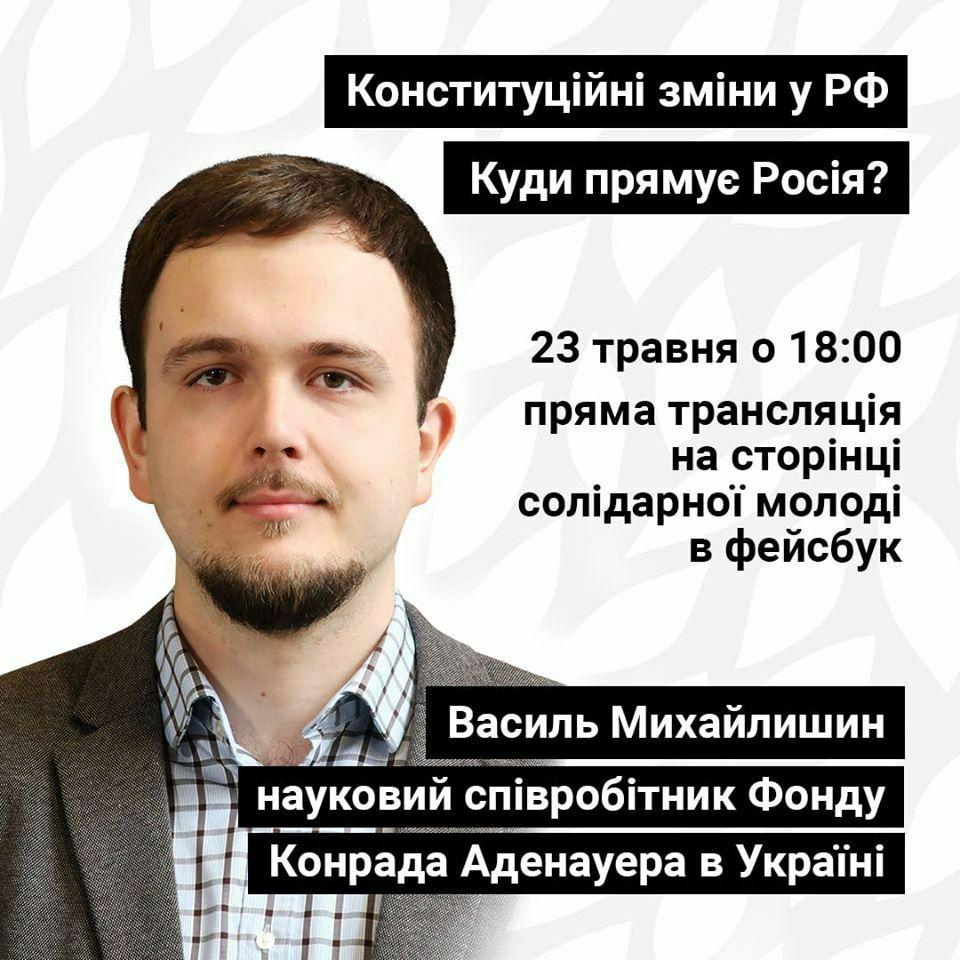 Конституційні зміни у РФ
Куди прямує Росія?
23 травня о 18:00
пряма трансляція
на сторінці
солідарної молоді
в фейсбук
Василь Михайлишин
науковий співробітник Фонду
Конрада Аденауера в Україні